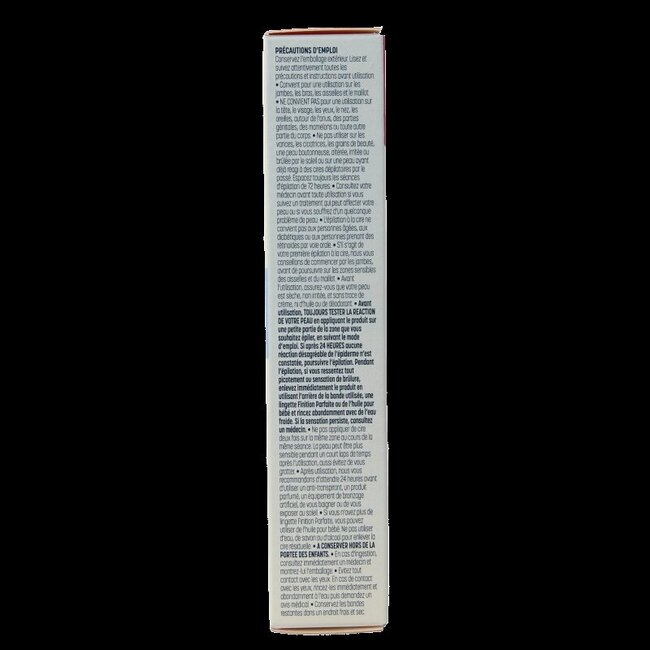 PRÉCAUTIONS D'EMPLOI
Conservez l'emballage extérieur. Lisez et
suivez attentivement toutes les
précautions et instructions avant utilisation.
• Convient pour une utilisation sur les
jambes, les bras, les aisselles et le maillot.
• NE CONVIENT PAS pour une utilisation sur
la tête, le visage, les yeux, le nez, les
oreilles, autour de l'anus, des parties
génitales, des mamelons ou toute autre
partie du corps. • Ne pas utiliser sur les
varices, les cicatrices, les grains de beauté,
une peau boutonneuse, altérée, irritée ou
brûlée par le soleil ou sur une peau ayant
déjà réagi à des cires dépilatoires par le
passé. Espacez toujours les séances
d'épilation de 72 heures. • Consultez votre
médecin avant toute utilisation si vous
suivez un traitement qui peut affecter votre
peau ou si vous souffrez d'un quelconque
problème de peau. • L'épilation à la cire ne
convient pas aux personnes âgées, aux
diabétiques ou aux personnes prenant des
rétinoïdes par voie orale. • S'il s'agit de
votre première épilation à la cire, nous vous
conseillons de commencer par les jambes,
avant de poursuivre sur les zones sensibles
des aisselles et du maillot. • Avant
l'utilisation, assurez-vous que votre peau
est sèche, non irritée, et sans trace de
crème, ni d'huile ou de déodorant. • Avant
utilisation, TOUJOURS TESTER LA REACTION
DE VOTRE PEAU en appliquant le produit sur
une petite partie de la zone que vous
souhaitez épiler, en suivant le mode
d'emploi. Si après 24 HEURES aucune
réaction désagréable de l'épiderme n'est
constatée, poursuivre l'épilation. Pendant
l'épilation, si vous ressentez tout
picotement ou sensation de brûlure,
enlevez immédiatement le produit en
utilisant l'arrière de la bande utilisée, une
lingette Finition Parfaite ou de l'huile pour
bébé et rincez abondamment avec de l'eau
froide. Si la sensation persiste, consultez
un médecin. • Ne pas appliquer de cire
deux fois sur la même zone au cours de la
même séance. La peau peut être plus
sensible pendant un court laps de temps
après l'utilisation, aussi évitez de vous
gratter. • Après utilisation, nous vous
recommandons d'attendre 24 heures avant
d'utiliser un anti-transpirant, un produit
parfumé, un équipement de bronzage
artificiel, de vous baigner ou de vous
exposer au soleil. • Si vous n'avez plus de
lingette Finition Parfaite, vous pouvez
utiliser de l'huile pour bébé. Ne pas utiliser
d'eau, de savon ou d'alcool pour enlever la
cire résiduelle. • A CONSERVER HORS DE LA
PORTEE DES ENFANTS. • En cas d'ingestion,
consultez immédiatement un médecin et
montrez-lui l'emballage. • Évitez tout
contact avec les yeux. En cas de contact
avec les yeux, rincez-les immédiatement et
abondamment à l'eau puis demandez un
avis médical. • Conservez les bandes
restantes dans un endroit frais et sec.